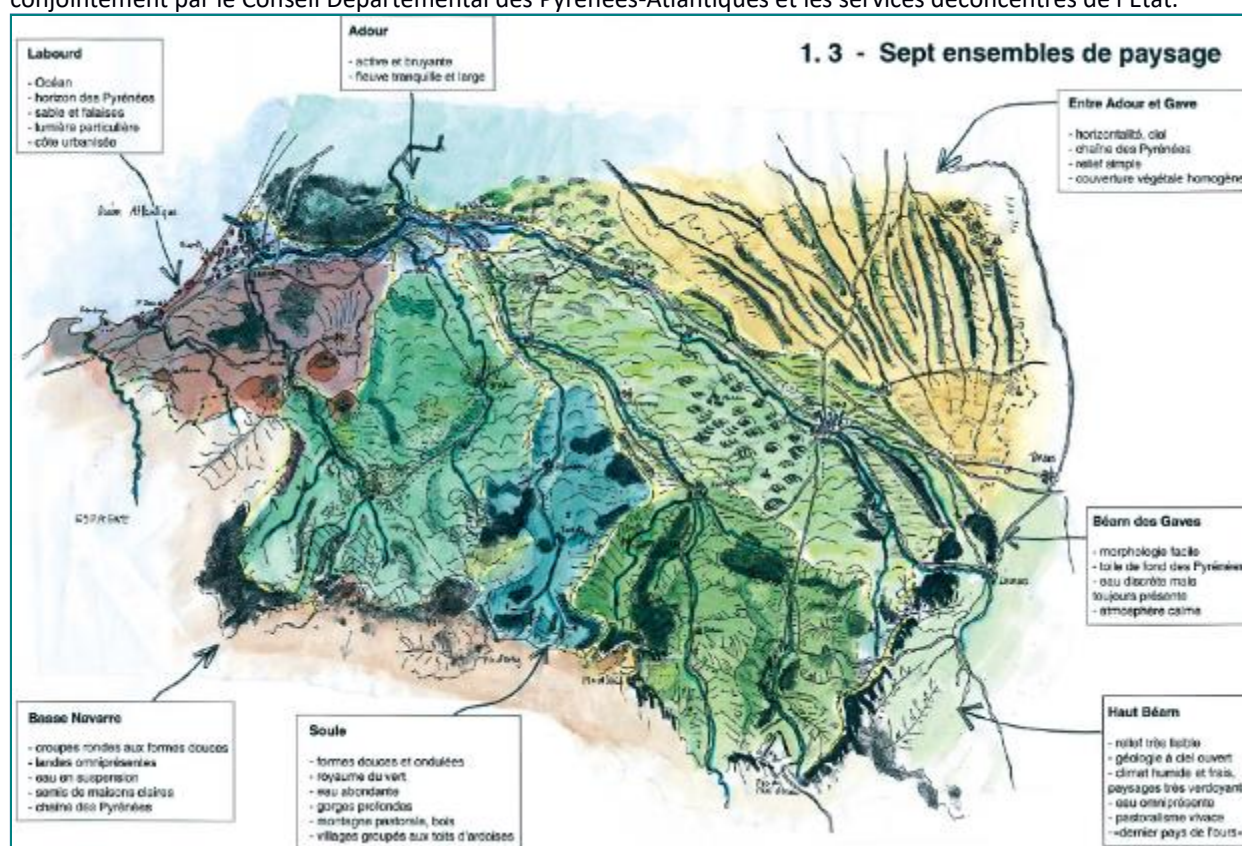 conjointement par le Conseil Départemental des Pyrénées-Atlantiques et les services déconcentrés de l'Etat.
1. 3 - Sept ensembles de paysage
Labourd
- Océan
- horizon des Pyrénées
- sable et falaises
- lumière particulière
- côte urbanisée
Adour
- active et bruyante
- fleuve tranquille et large
Entre Adour et Gave
- horizontalité, ciel
- chaîne des Pyrénées
- relief simple
- couverture végétale homogène
Océan Atlantique
ESPAGNE
Béarn des Gaves
- morphologie facile
- toile de fond des Pyrénées
- eau discrète mais
toujours présente
- atmosphère calme
Basse Navarre
- croupes rondes aux formes douces
- landes omniprésentes
- eau en suspension
- semis de maisons claires
- chaîne des Pyrénées
Soule
- formes douces et ondulées
- royaume du vert
- eau abondante
- gorges profondes
- montagne pastorale, bois
- villages groupés aux toits d'ardoises
Haut Béarn
- relief très lisible
- géologie à ciel ouvert
- climat humide et frais,
paysages très verdoyant
- eau omniprésente
- pastoralisme vivace
- «dernier pays de l'ours»